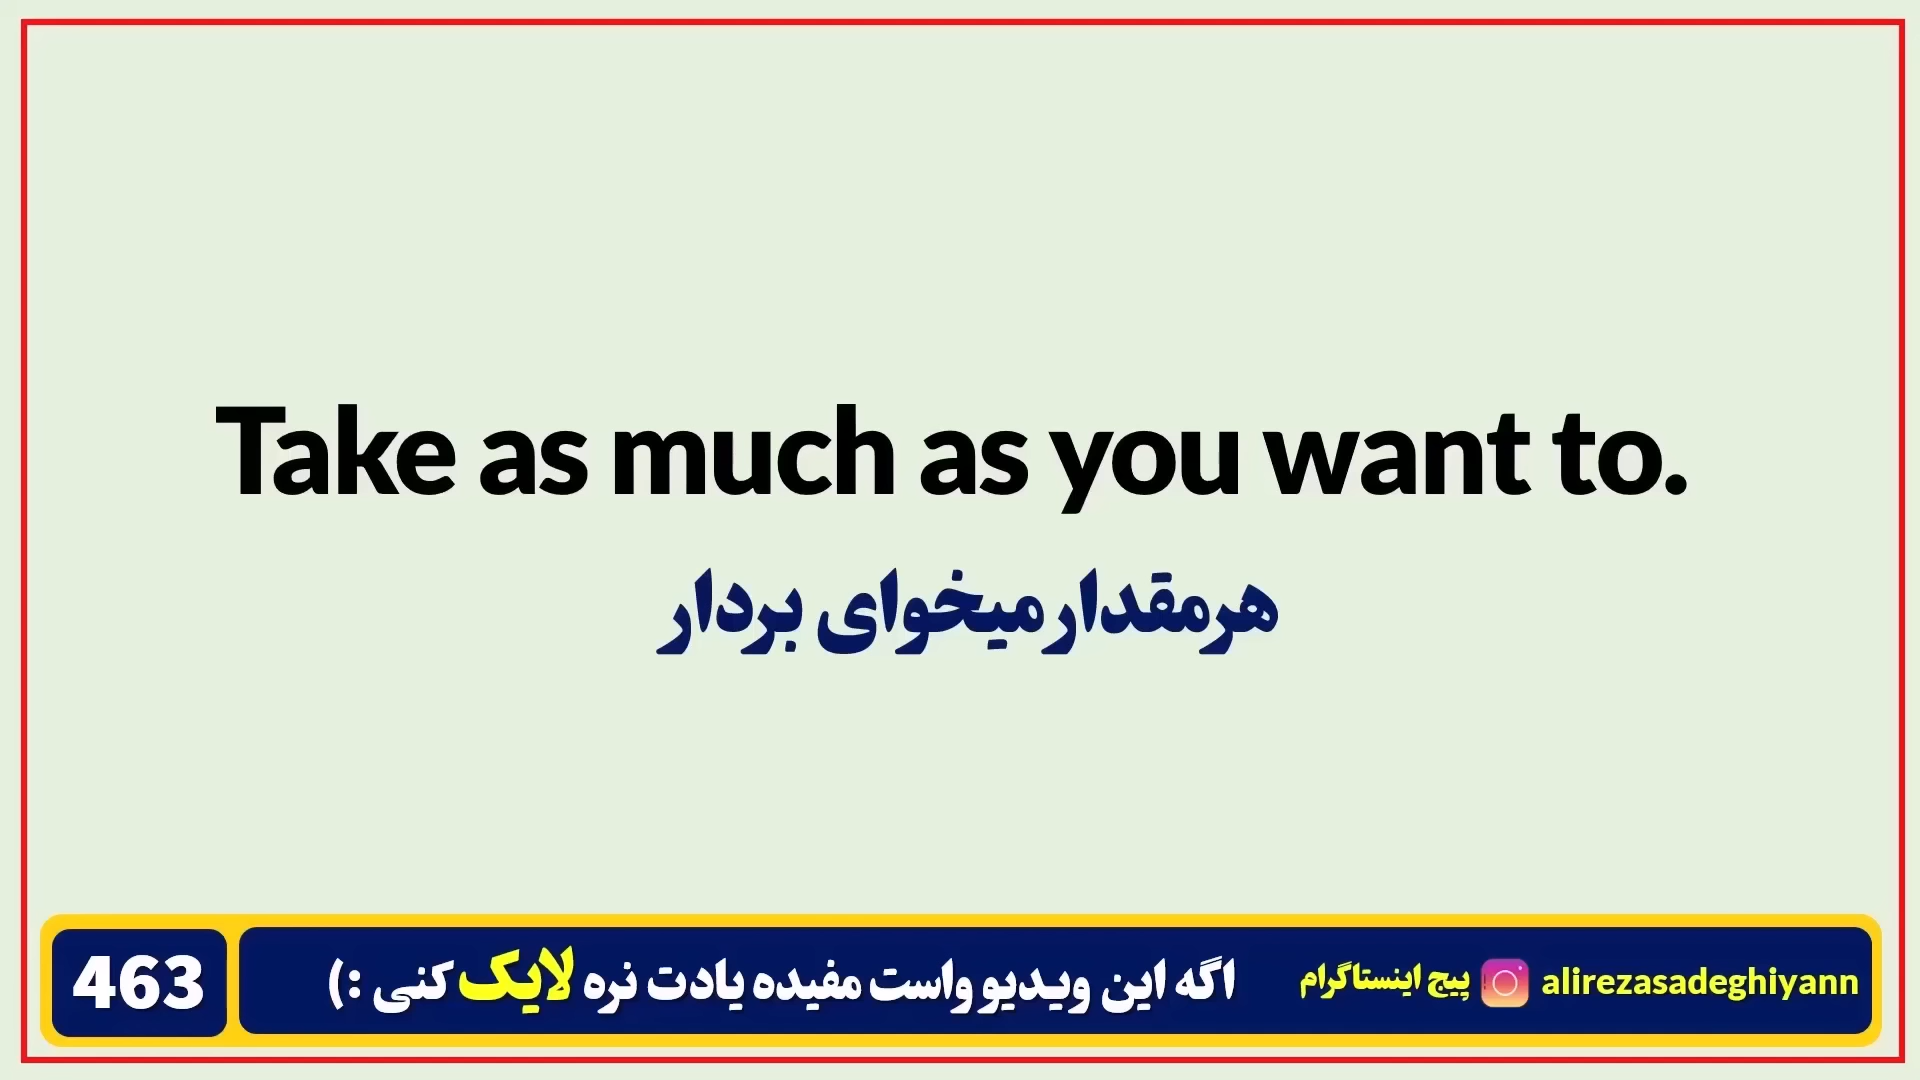 Take as much as you want to.
هرمقدار میخوای بردار
463
اگه این ویدیو واست مفیده یادت نره لایک کنی :)
پیج اینستاگرام alirezasadeghiyann